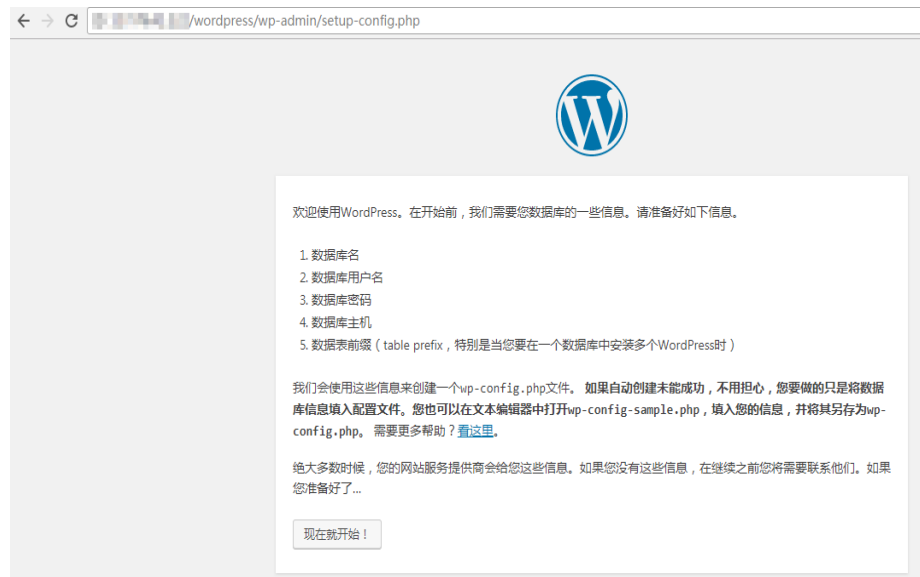 /wordpress/wp-admin/setup-config.php
欢迎使用WordPress。在开始前，我们需要您数据库的一些信息。请准备好如下信息。
1. 数据库名
2. 数据库用户名
3. 数据库密码
4. 数据库主机
5. 数据表前缀（table prefix，特别是当您要在一个数据库中安装多个WordPress时）
我们会使用这些信息来创建一个wp-config.php文件。 如果自动创建未能成功，不用担心，您要做的只是将数据
库信息填入配置文件。您也可以在文本编辑器中打开wp-config-sample.php，填入您的信息，并将其另存为wp-
config.php。 需要更多帮助？看这里。
绝大多数时候，您的网站服务提供商会给您这些信息。如果您没有这些信息，在继续之前您将需要联系他们。如果
您准备好了...
现在就开始！